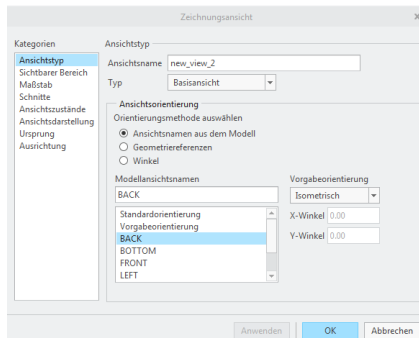 Zeichnungsansicht
Kategorien
Ansichtstyp
Sichtbarer Bereich
Maßstab
Schnitte
Ansichtszustände
Ansichtsdarstellung
Ursprung
Ausrichtung
Ansichtstyp
Ansichtsname new_view_2
Typ Basisansicht
Ansichtsorientierung
Orientierungsmethode auswählen
Ansichtsnamen aus dem Modell
Geometriereferenzen
Winkel
Modellansichtsnamen
BACK
Standardorientierung
Vorgabeorientierung
BACK
BOTTOM
FRONT
LEFT
Vorgabeorientierung
Isometrisch
X-Winkel 0.00
Y-Winkel 0.00
Anwenden OK Abbrechen